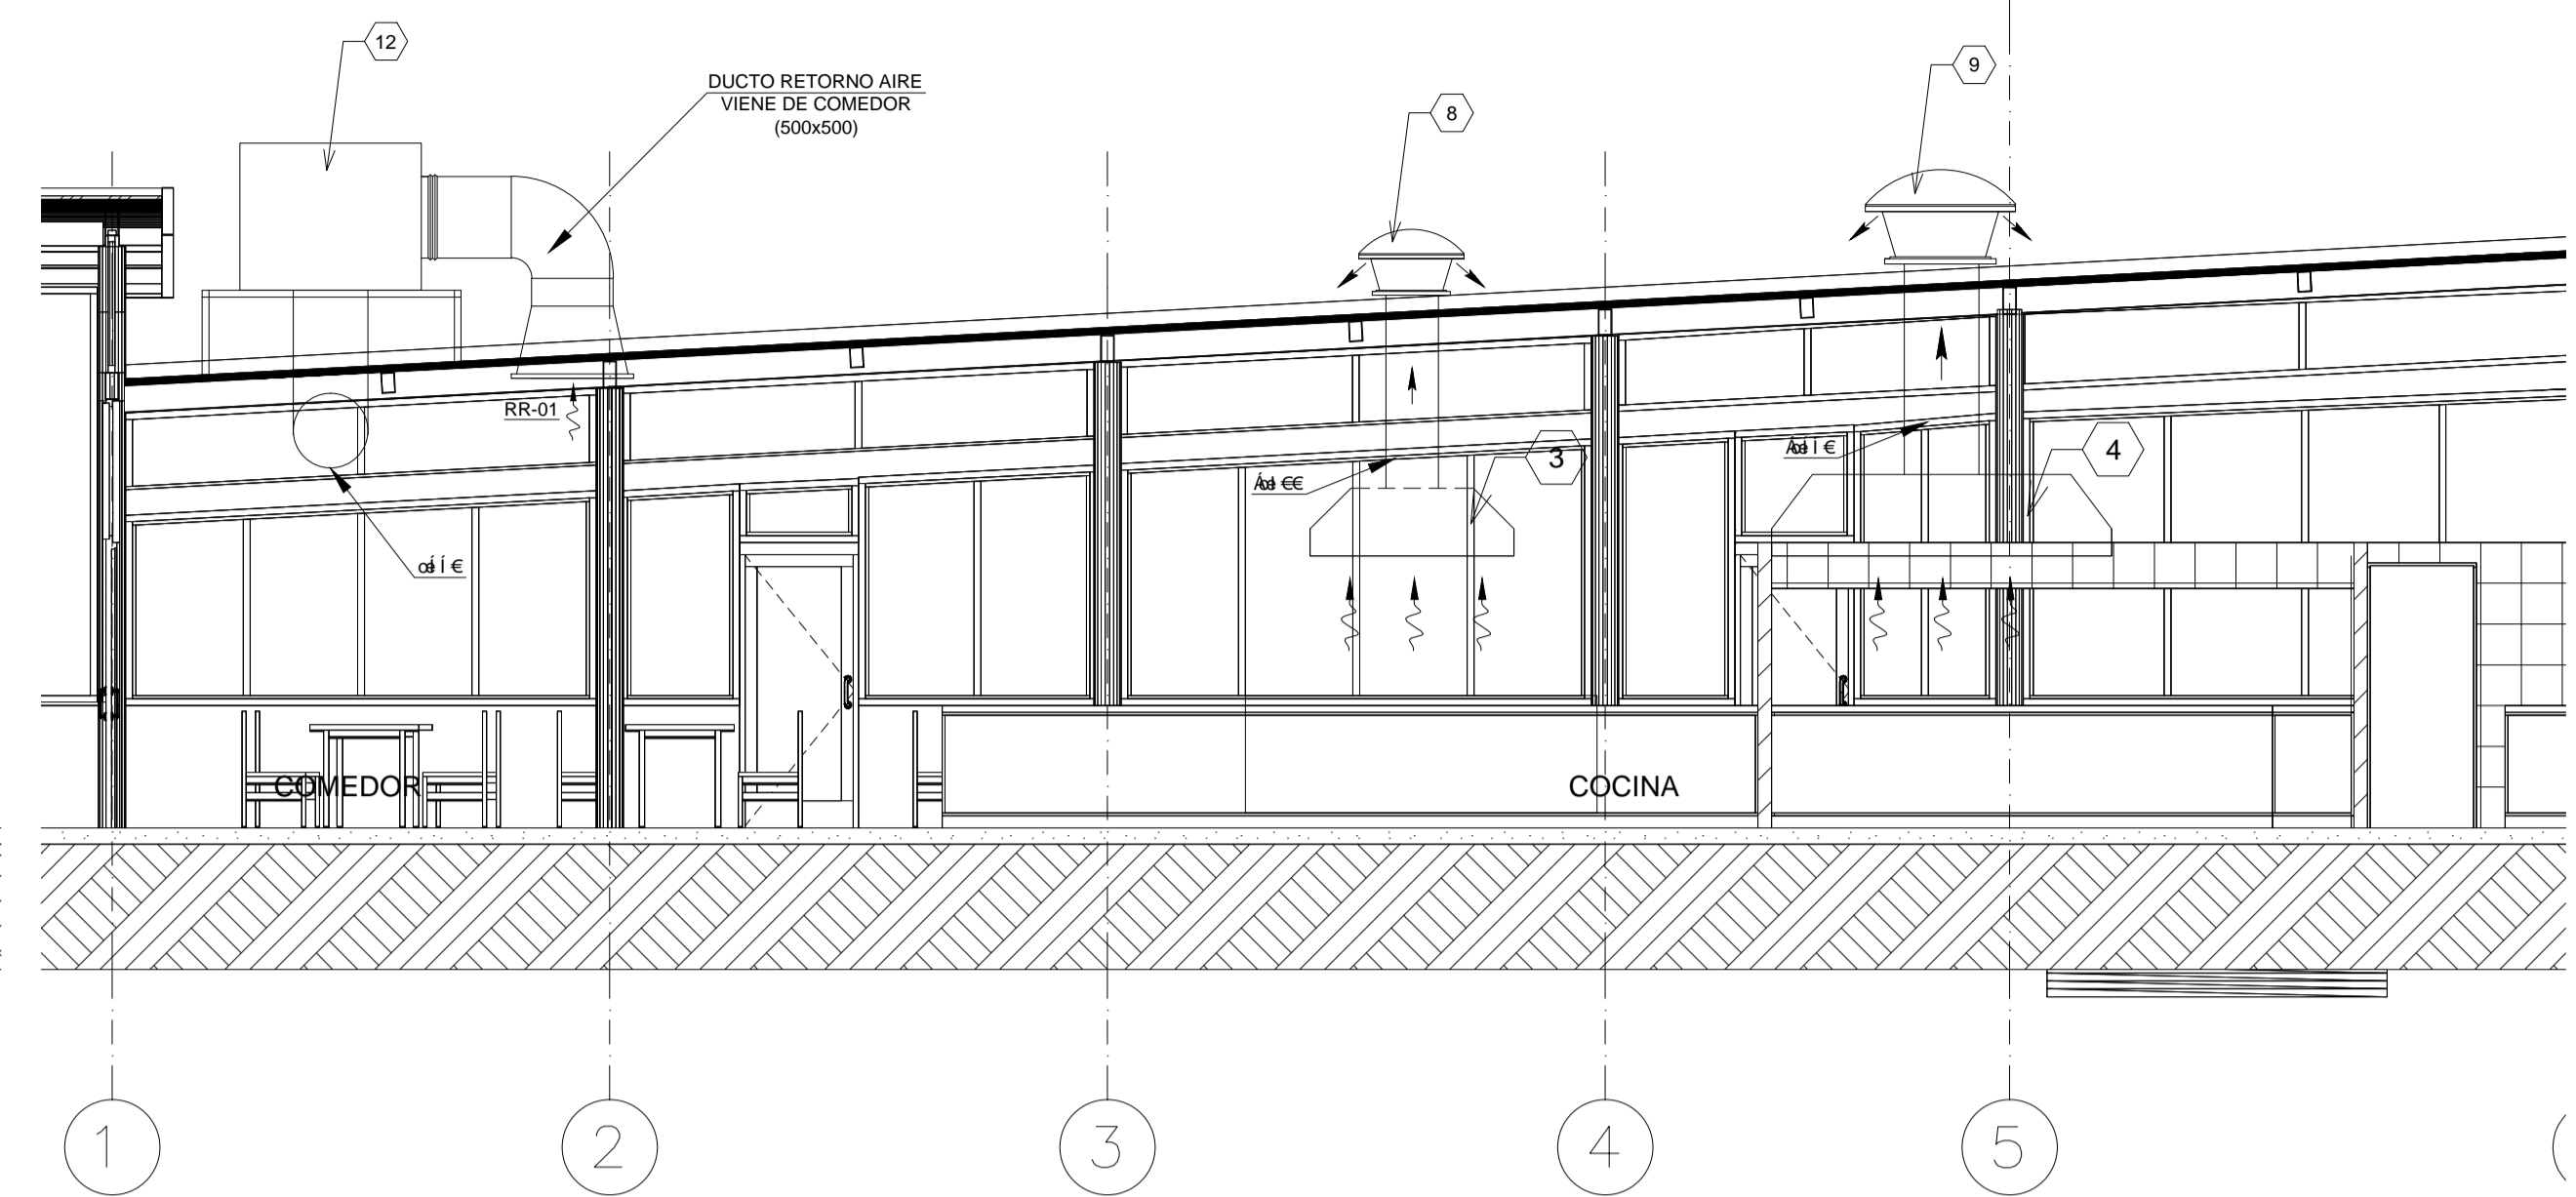 12
DUCTO RETORNO AIRE
VIENE DE COMEDOR
(500x500)
8
9
RR-01
3
4
COMEDOR
COCINA
1
2
3
4
5